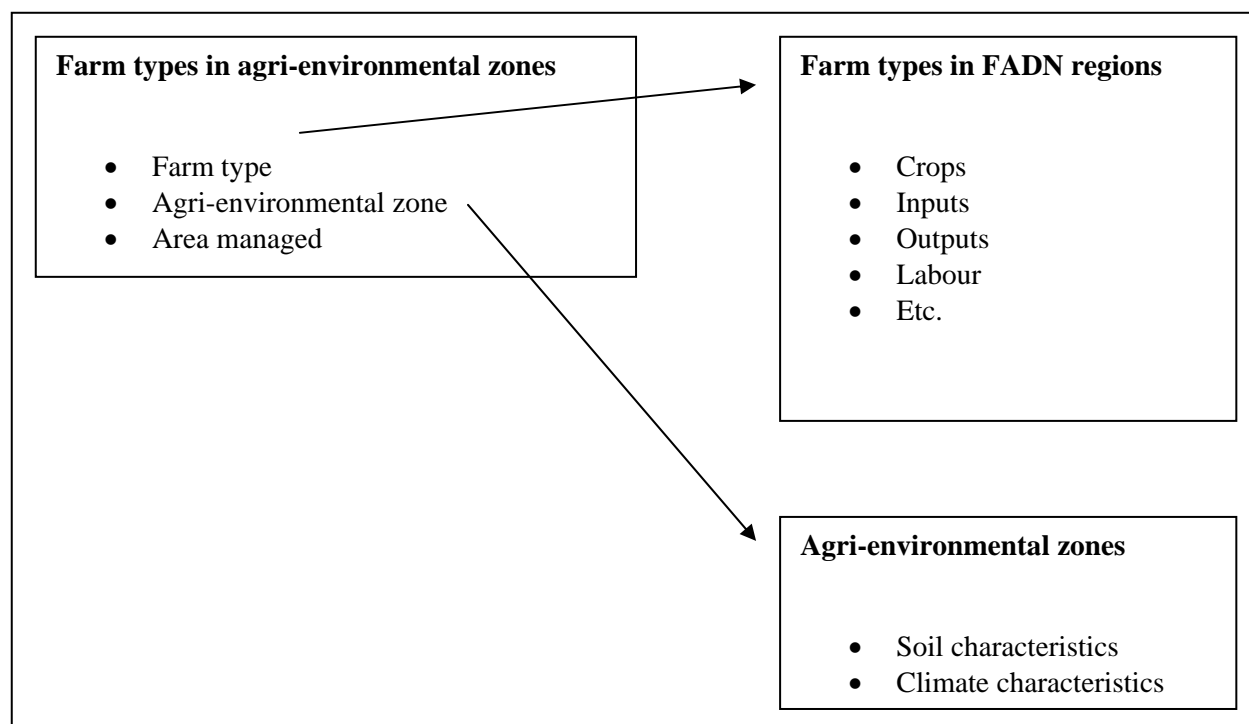 Farm types in agri-environmental zones
• Farm type
• Agri-environmental zone
• Area managed
Farm types in FADN regions
• Crops
• Inputs
• Outputs
• Labour
• Etc.
Agri-environmental zones
• Soil characteristics
• Climate characteristics